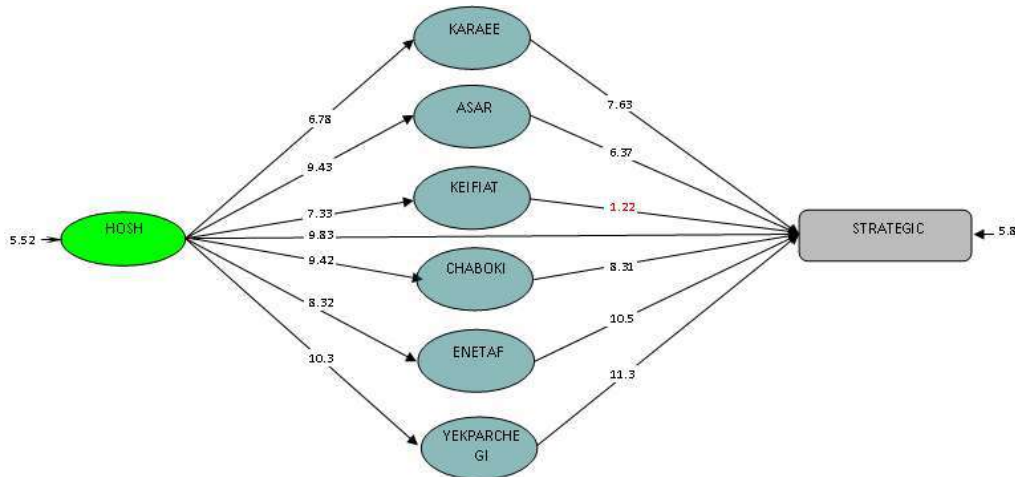 KARAEE
7.63
6.78
ASAR
6.37
9.43
KEIFIAT
1.22
7.33
HOSH
5.52
9.83
STRATEGIC
5.8
9.42
CHABOKI
8.31
8.32
ENETAF
10.5
10.3
11.3
YEKPARCHE
GI